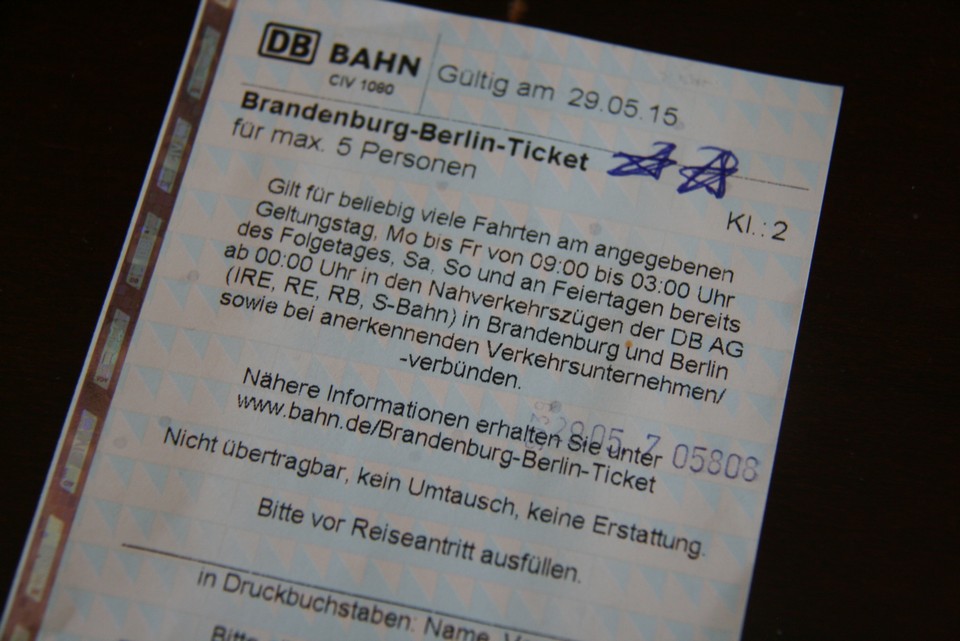 DB BAHN
CIV 1080
Gültig am 29.05.15
Brandenburg-Berlin-Ticket
für max. 5 Personen
Kl.: 2
Gilt für beliebig viele Fahrten am angegebenen
Geltungstag, Mo bis Fr von 09:00 bis 03:00 Uhr
des Folgetages, Sa, So und an Feiertagen bereits
ab 00:00 Uhr in den Nahverkehrszügen der DB AG
(IRE, RE, RB, S-Bahn) in Brandenburg und Berlin
sowie bei anerkennenden Verkehrsunternehmen/
-verbünden.
Nähere Informationen erhalten Sie unter
www.bahn.de/Brandenburg-Berlin-Ticket
2905 Z 05808
Nicht übertragbar, kein Umtausch, keine Erstattung.
Bitte vor Reiseantritt ausfüllen.
in Druckbuchstaben: Name,
Bitte